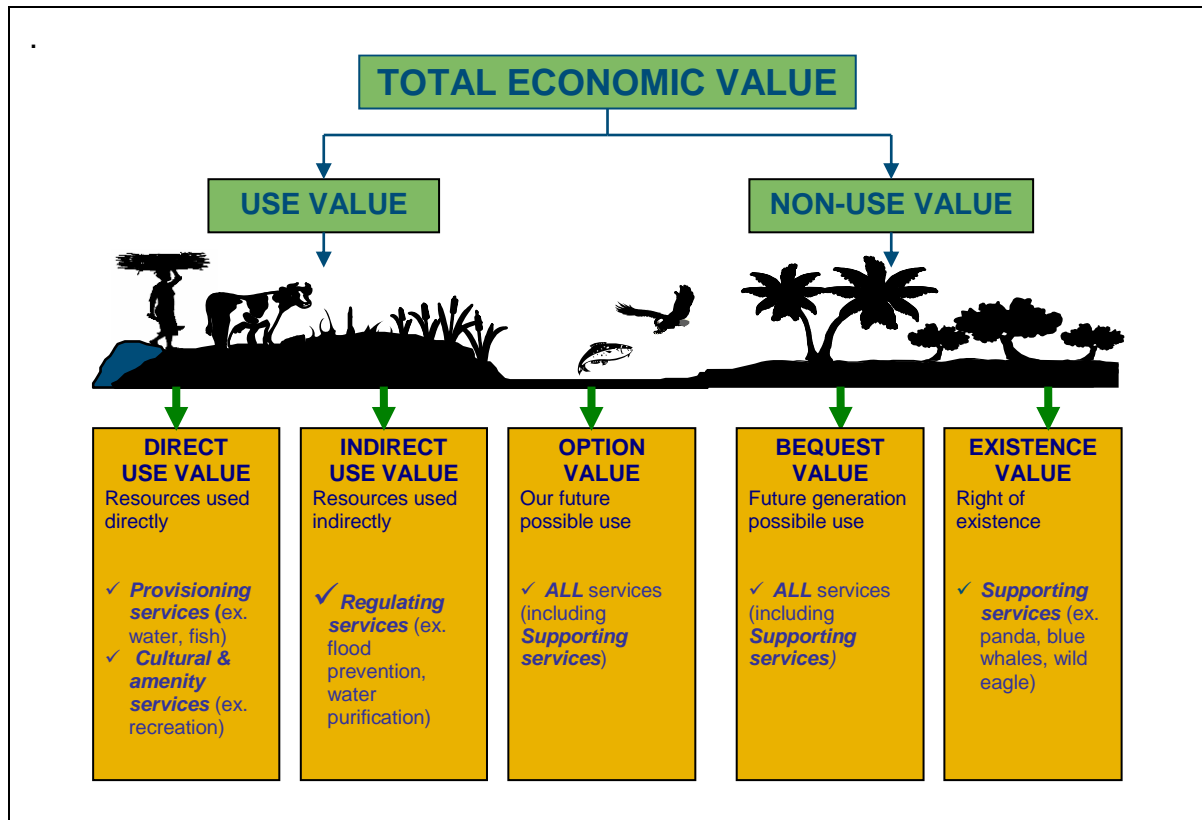 .
TOTAL ECONOMIC VALUE
USE VALUE
NON-USE VALUE
DIRECT
USE VALUE
Resources used
directly
✓ Provisioning
services (ex.
water, fish)
✓ Cultural &
amenity
services (ex.
recreation)
INDIRECT
USE VALUE
Resources used
indirectly
✓ Regulating
services (ex.
flood
prevention,
water
purification)
OPTION
VALUE
Our future
possible use
✓ ALL services
(including
Supporting
services)
BEQUEST
VALUE
Future generation
possibile use
✓ ALL services
(including
Supporting
services)
EXISTENCE
VALUE
Right of
existence
✓ Supporting
services (ex.
panda, blue
whales, wild
eagle)